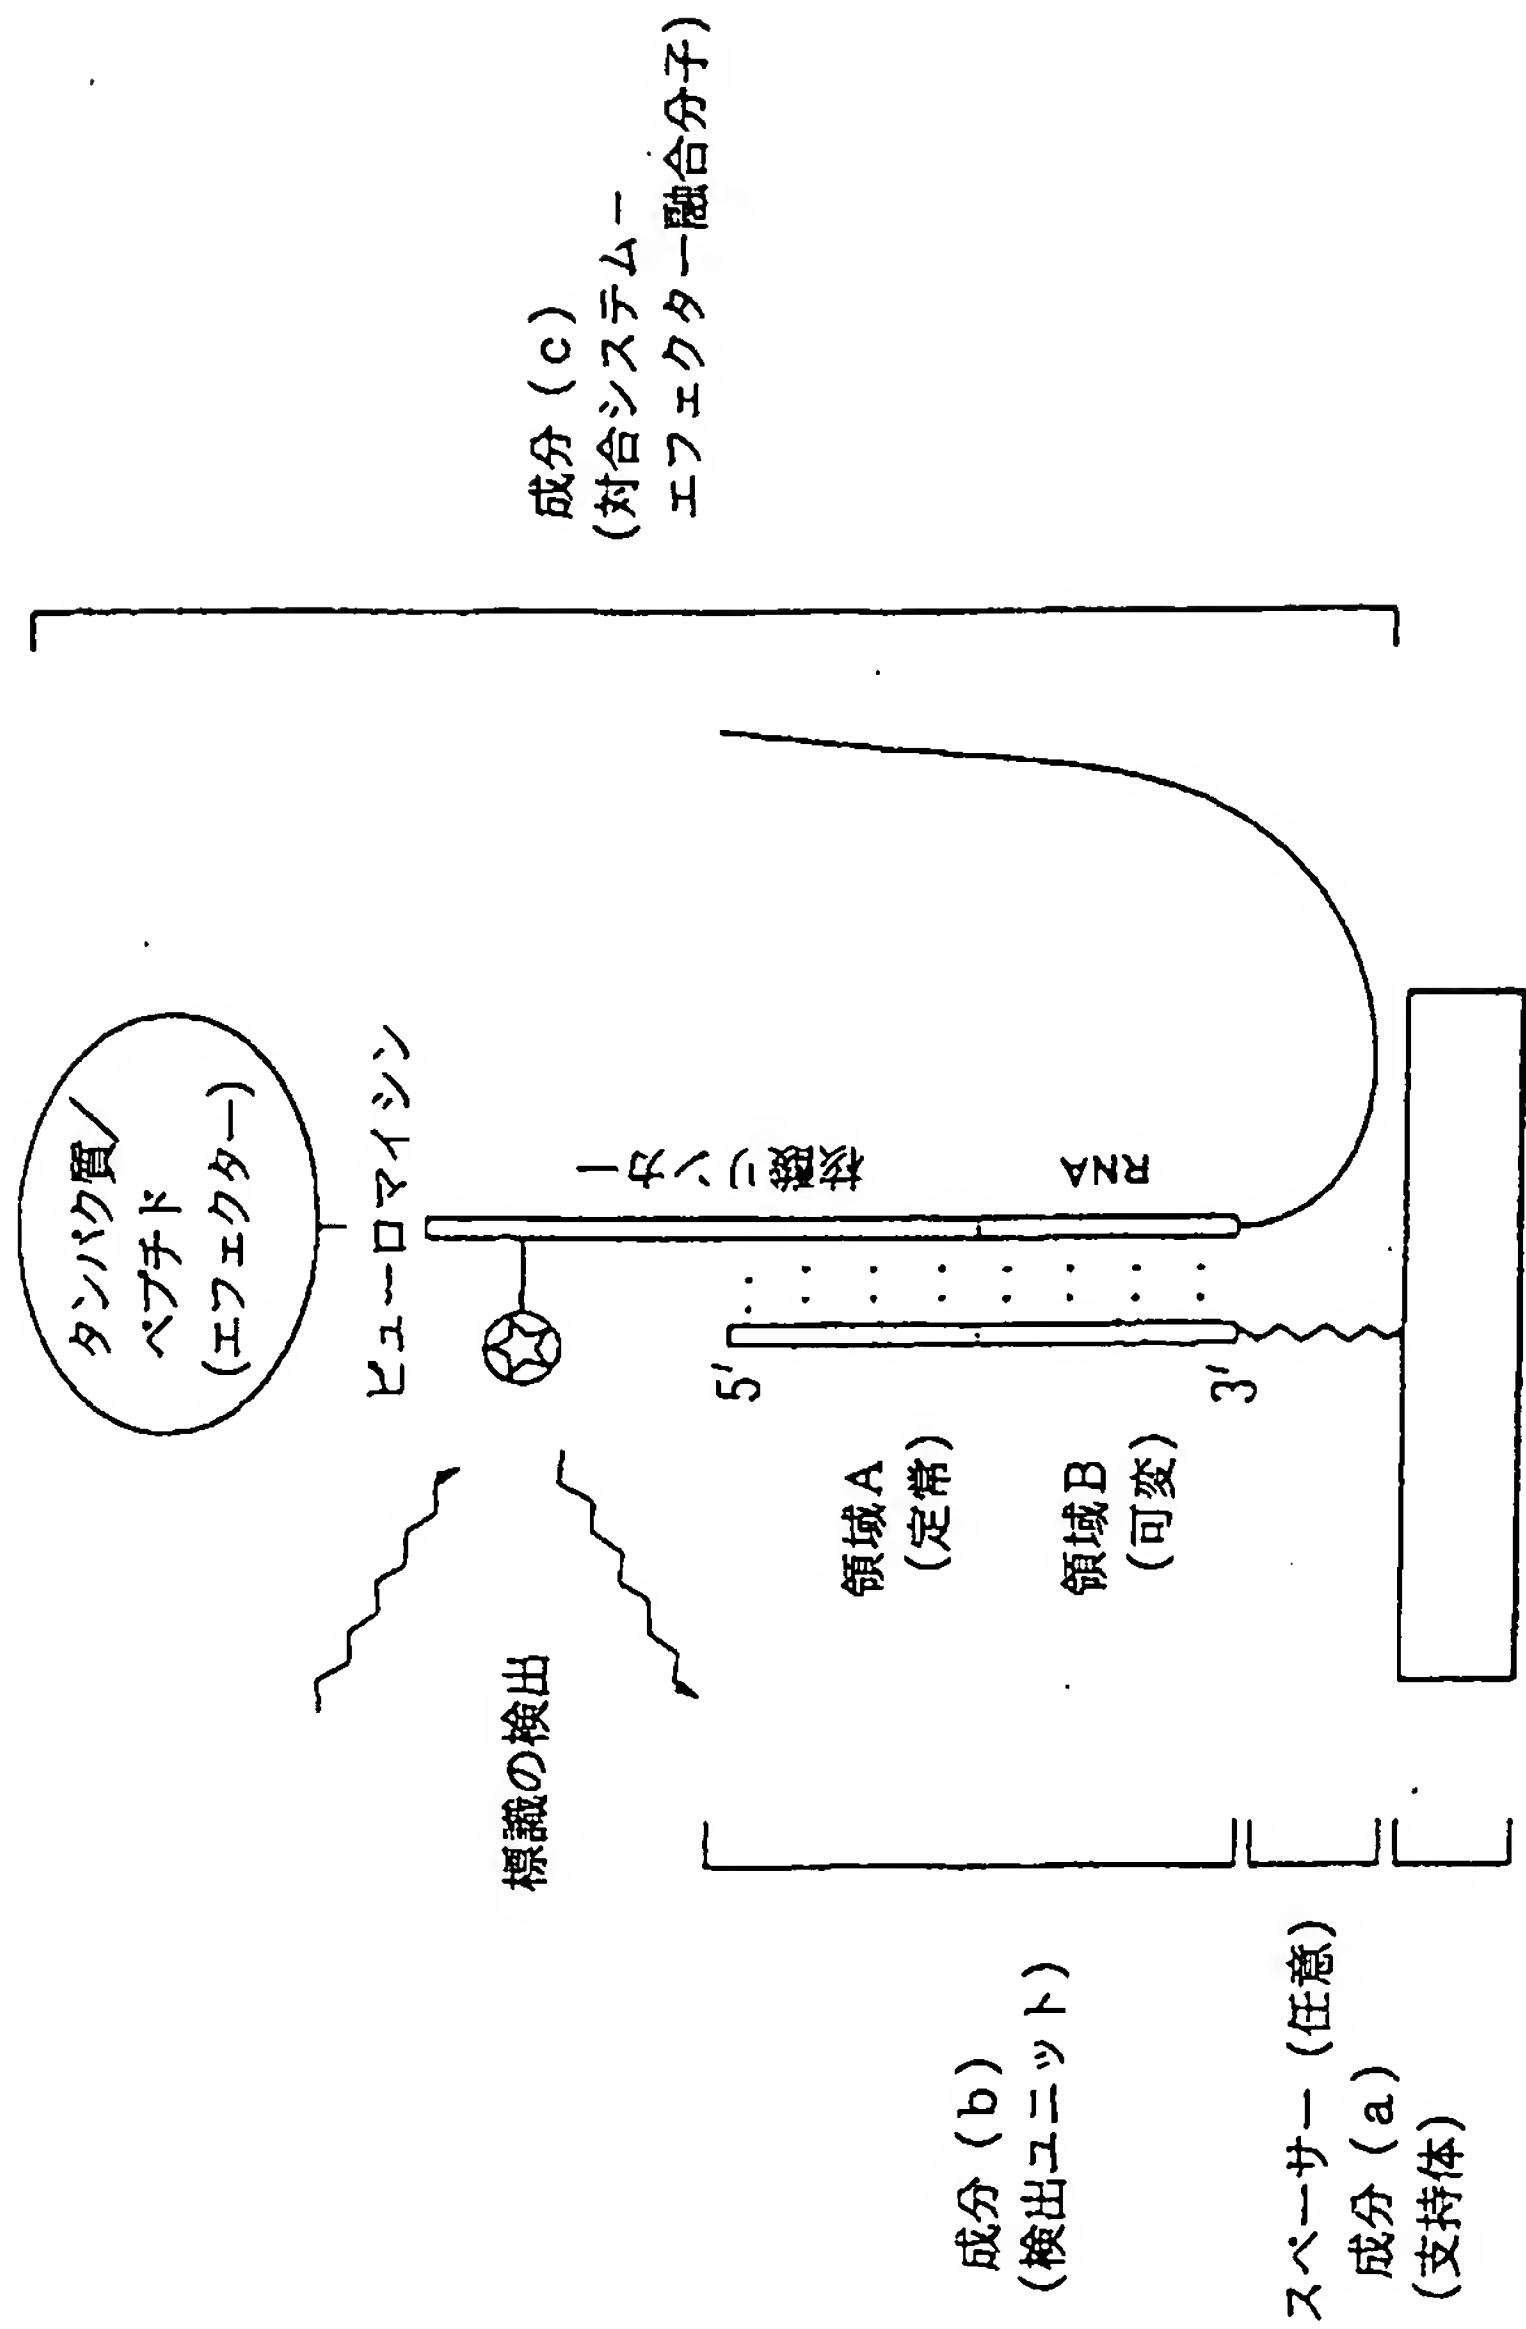 タンパク質/
ペプチド
(エフェクター)
ピューロマイシン
標識の検出
核酸リンカー
RNA
5'
3'
領域A
(定常)
領域B
(可変)
成分 (c)
(対合システムー
エフェクター融合分子)
成分 (b)
(検出ユニット)
スペーサー (任意)
成分 (a)
(支持体)